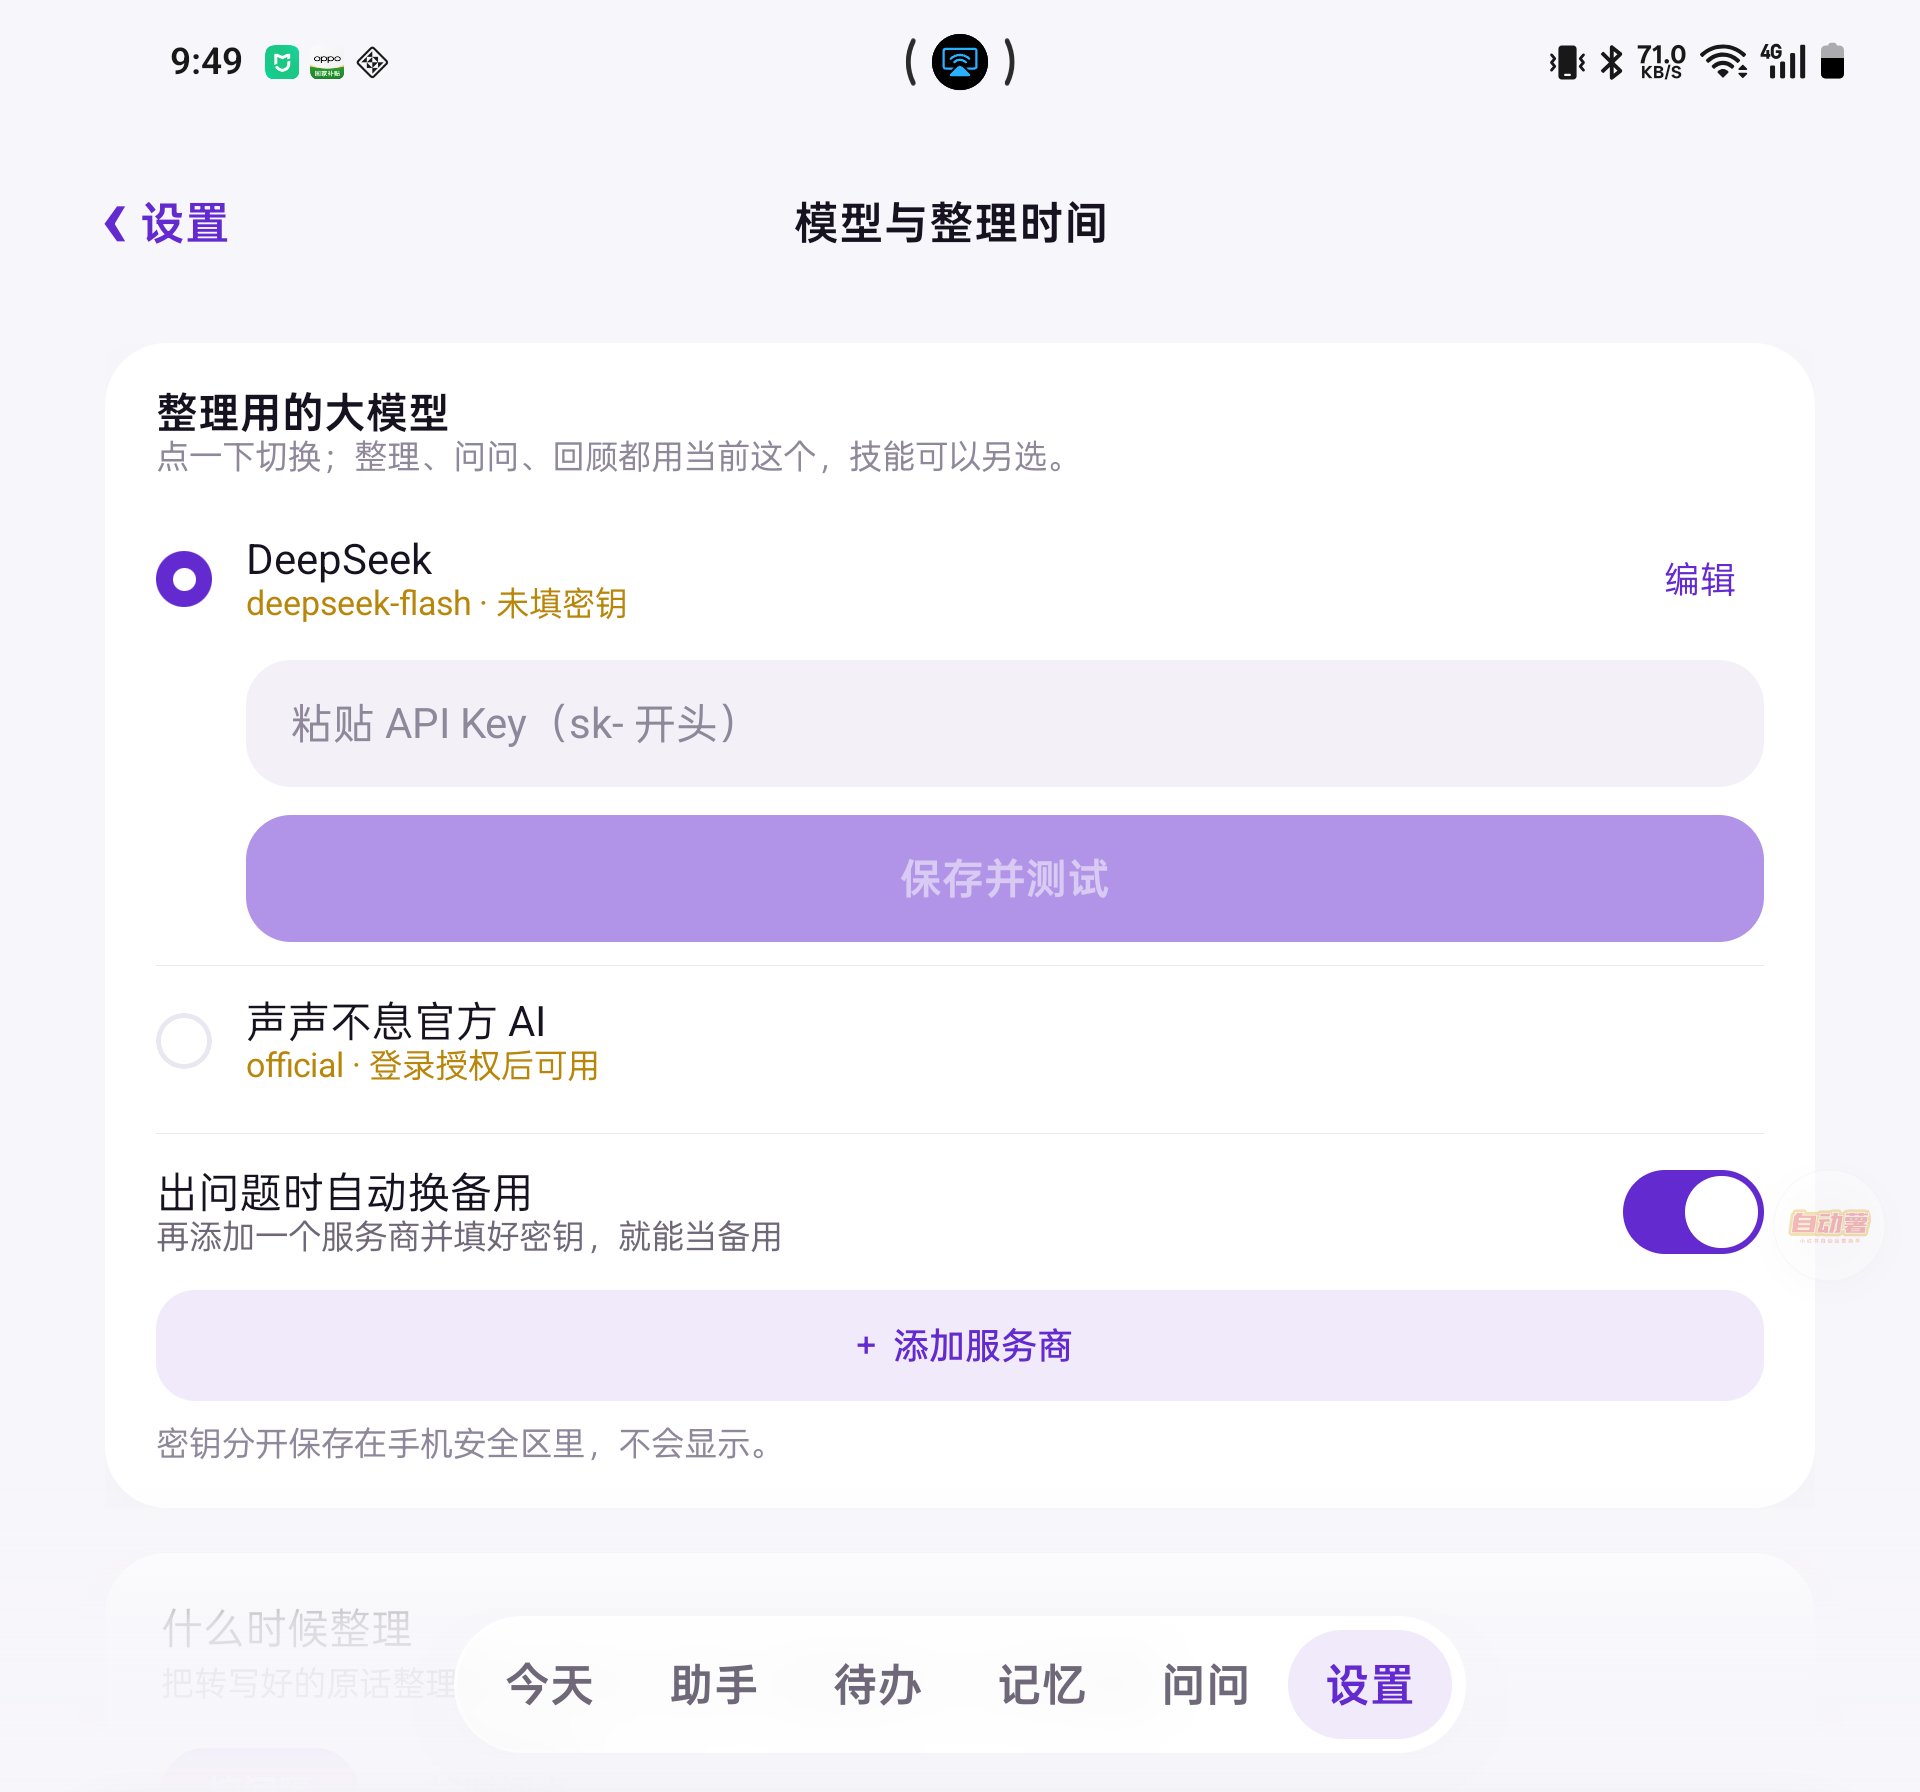 9:49
oppo
国家补贴
71.0
KB/S
4G
设置
模型与整理时间
整理用的大模型
点一下切换；整理、问问、回顾都用当前这个，技能可以另选。
DeepSeek
编辑
deepseek-flash · 未填密钥
粘贴 API Key（sk- 开头）
保存并测试
声声不息官方 AI
official · 登录授权后可用
出问题时自动换备用
再添加一个服务商并填好密钥，就能当备用
自动薯
+ 添加服务商
密钥分开保存在手机安全区里，不会显示。
什么时候整理
把转写好的原话整理
今天
助手
待办
记忆
问问
设置